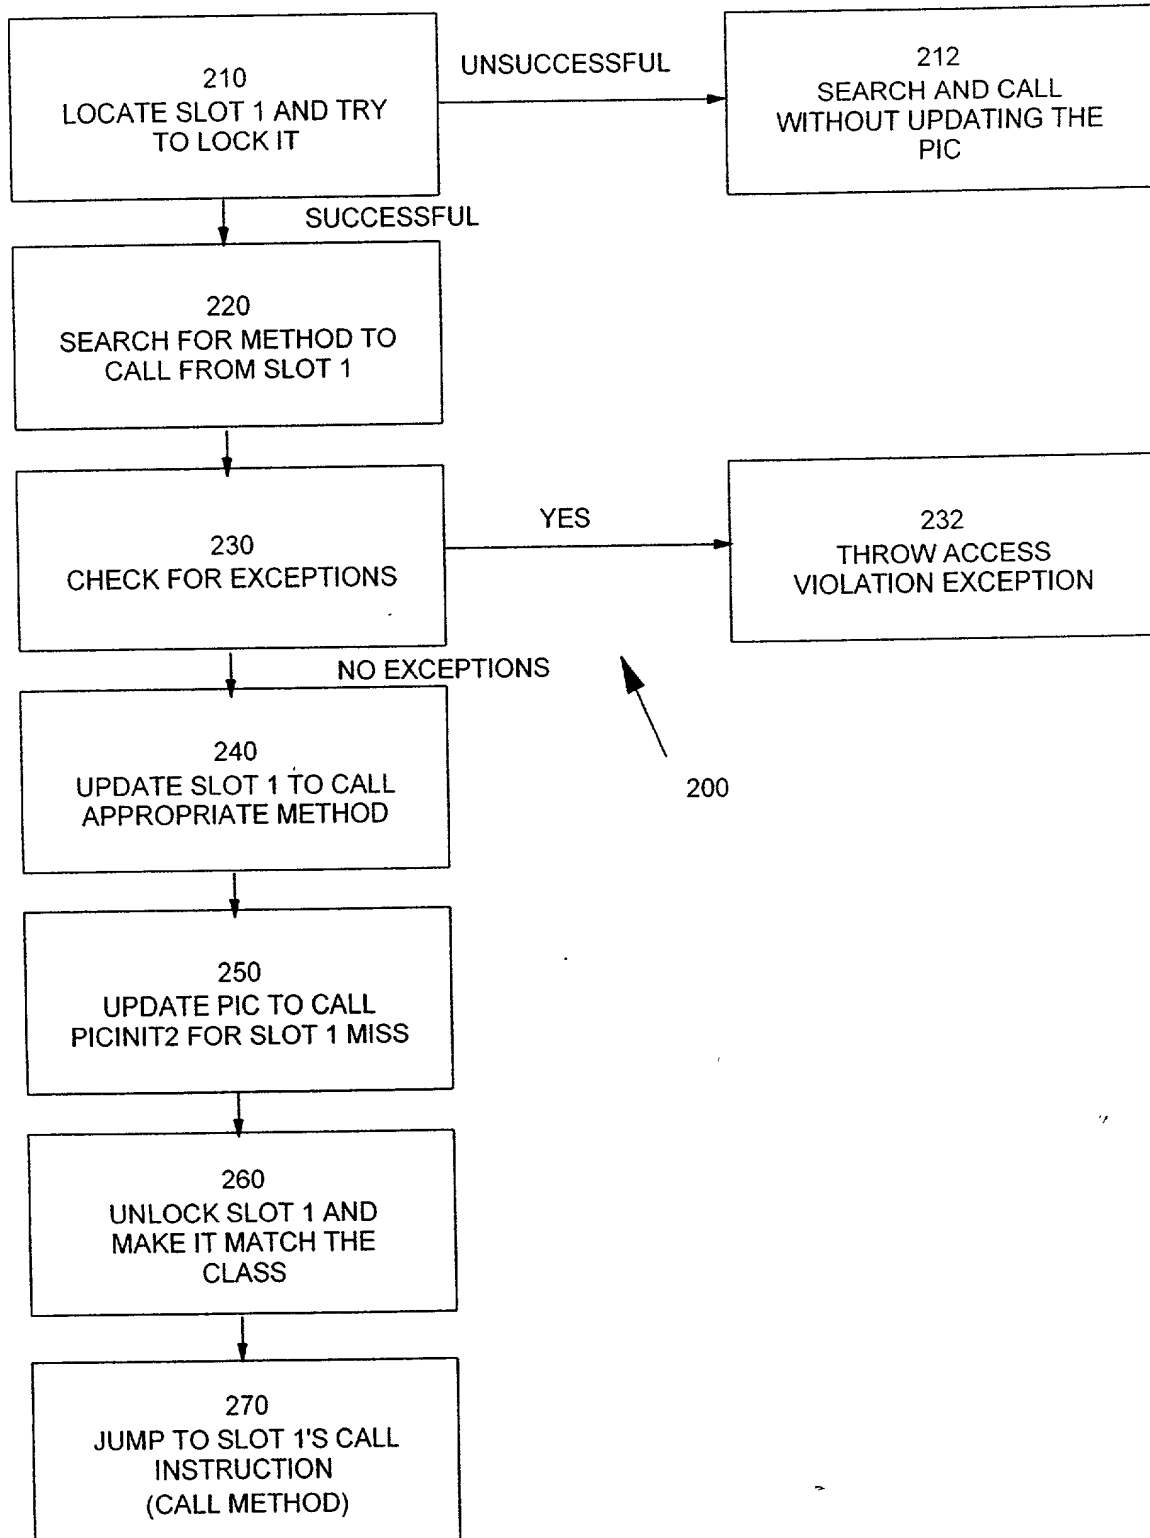 210
LOCATE SLOT 1 AND TRY
TO LOCK IT
UNSUCCESSFUL
212
SEARCH AND CALL
WITHOUT UPDATING THE
PIC
SUCCESSFUL
220
SEARCH FOR METHOD TO
CALL FROM SLOT 1
230
CHECK FOR EXCEPTIONS
YES
232
THROW ACCESS
VIOLATION EXCEPTION
NO EXCEPTIONS
200
240
UPDATE SLOT 1 TO CALL
APPROPRIATE METHOD
250
UPDATE PIC TO CALL
PICINIT2 FOR SLOT 1 MISS
260
UNLOCK SLOT 1 AND
MAKE IT MATCH THE
CLASS
270
JUMP TO SLOT 1'S CALL
INSTRUCTION
(CALL METHOD)